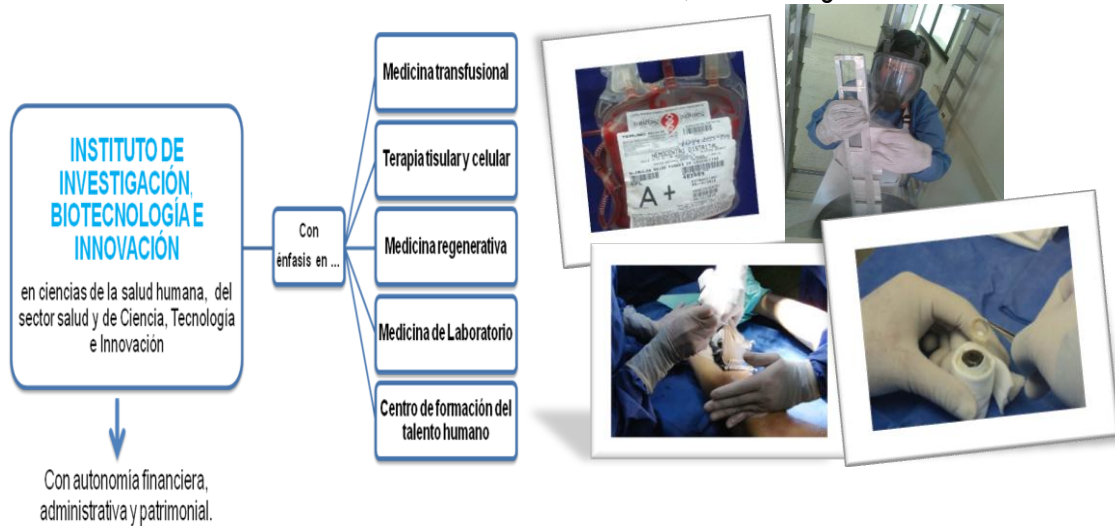 INSTITUTO DE
INVESTIGACIÓN,
BIOTECNOLOGÍA E
INNOVACIÓN
en ciencias de la salud humana, del
sector salud y de Ciencia, Tecnología
e Innovación
Con autonomía financiera,
administrativa y patrimonial.
Con
énfasis en ...
Medicina transfusional
Terapia tisular y celular
Medicina regenerativa
Medicina de Laboratorio
Centro de formación del
talento humano
A+